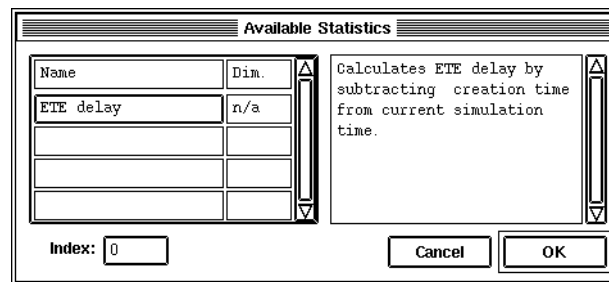 Available Statistics
Name Dim.
ETE delay n/a
Calculates ETE delay by
subtracting creation time
from current simulation
time.
Index: 0
Cancel OK